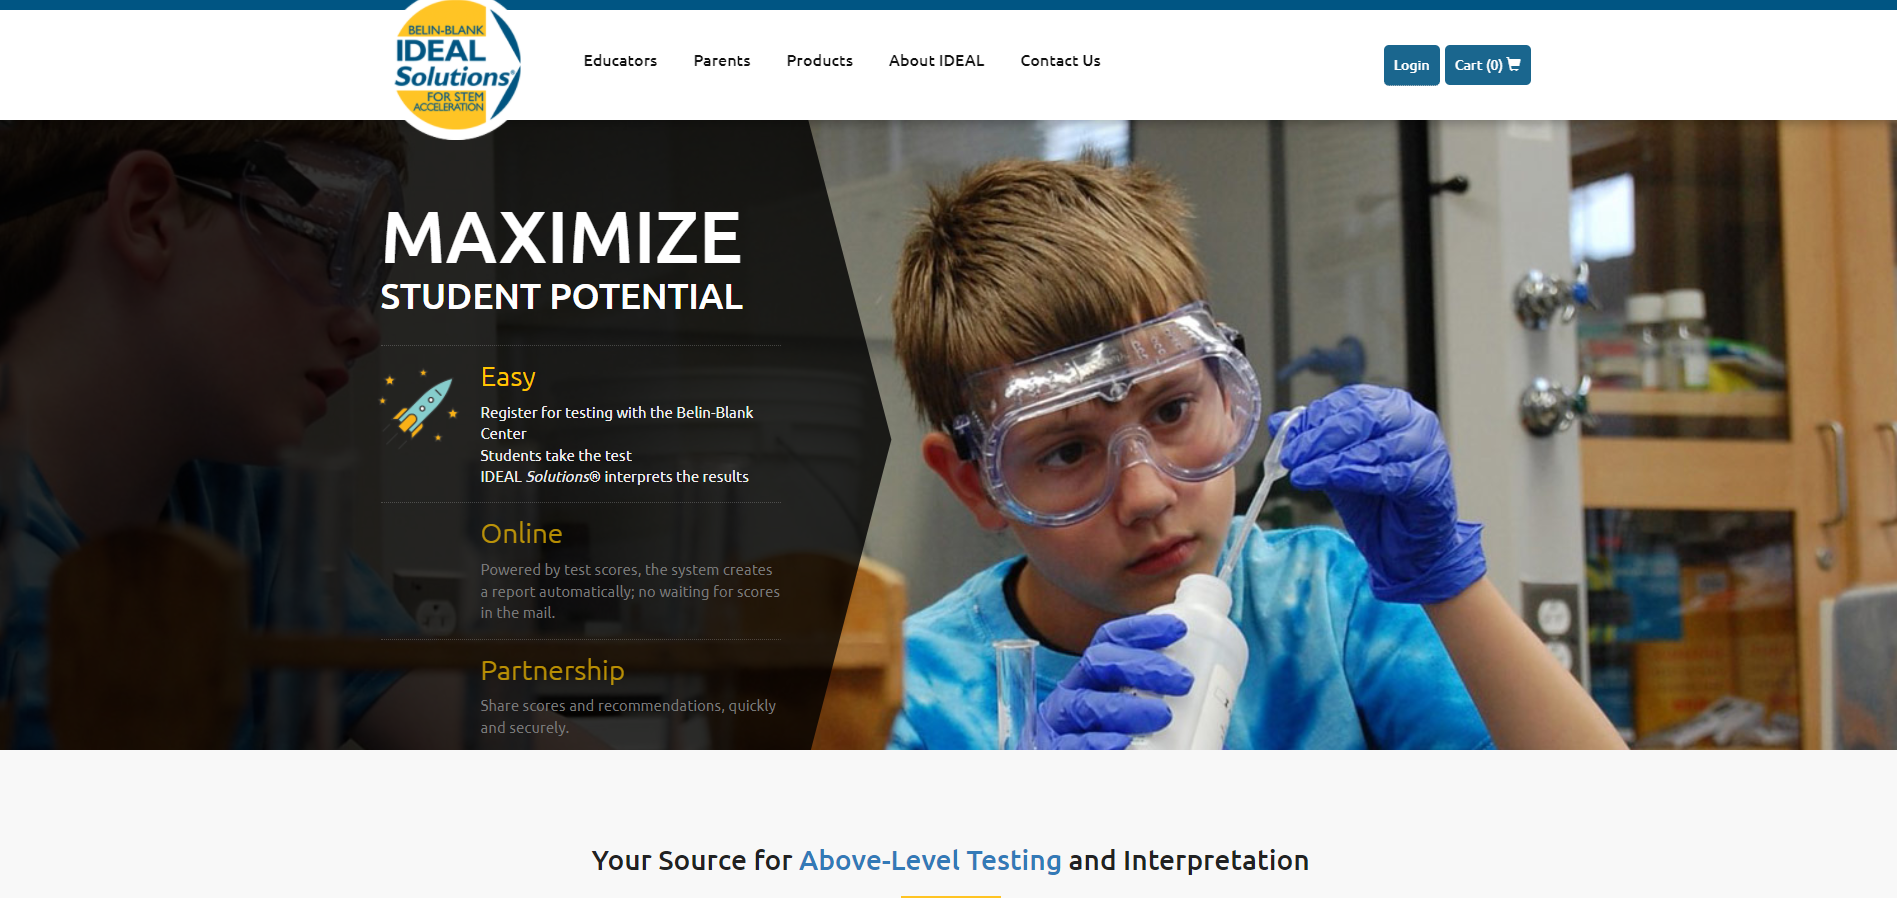 BELIN-BLANK
IDEAL
Solutions®
FOR STEM
ACCELERATION
Educators
Parents
Products
About IDEAL
Contact Us
Login
Cart (0)
MAXIMIZE
STUDENT POTENTIAL
Easy
Register for testing with the Belin-Blank
Center
Students take the test
IDEAL Solutions® interprets the results
Online
Powered by test scores, the system creates
a report automatically; no waiting for scores
in the mail.
Partnership
Share scores and recommendations, quickly
and securely.
Your Source for Above-Level Testing and Interpretation